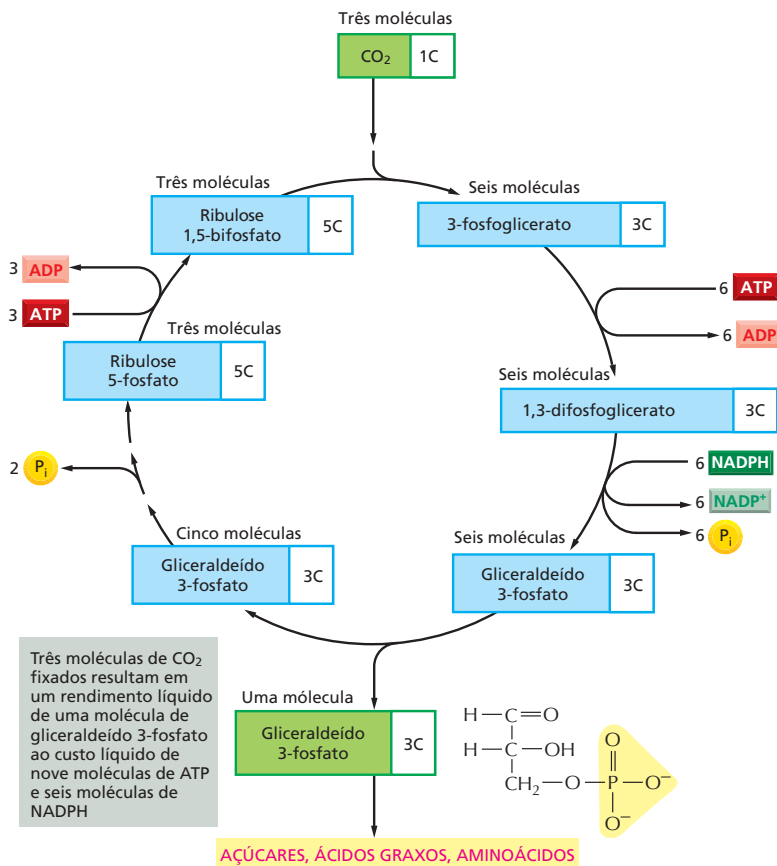 Três moléculas
CO₂ 1C
Três moléculas
Ribulose
1,5-bifosfato
5C
Seis moléculas
3-fosfoglicerato 3C
3 ADP
3 ATP
6 ATP
6 ADP
Três moléculas
Ribulose
5-fosfato
5C
Seis moléculas
1,3-difosfoglicerato 3C
2 Pi
6 NADPH
6 NADP⁺
6 Pi
Cinco moléculas
Gliceraldeído
3-fosfato
3C
Seis moléculas
Gliceraldeído
3-fosfato
3C
Três moléculas de CO₂
fixados resultam em
um rendimento líquido
de uma molécula de
gliceraldeído 3-fosfato
ao custo líquido de
nove moléculas de ATP
e seis moléculas de
NADPH
Uma mólecula
Gliceraldeído
3-fosfato
3C
H—C=O
H—C—OH
CH₂—O—P—O⁻
O
O⁻
AÇÚCARES, ÁCIDOS GRAXOS, AMINOÁCIDOS